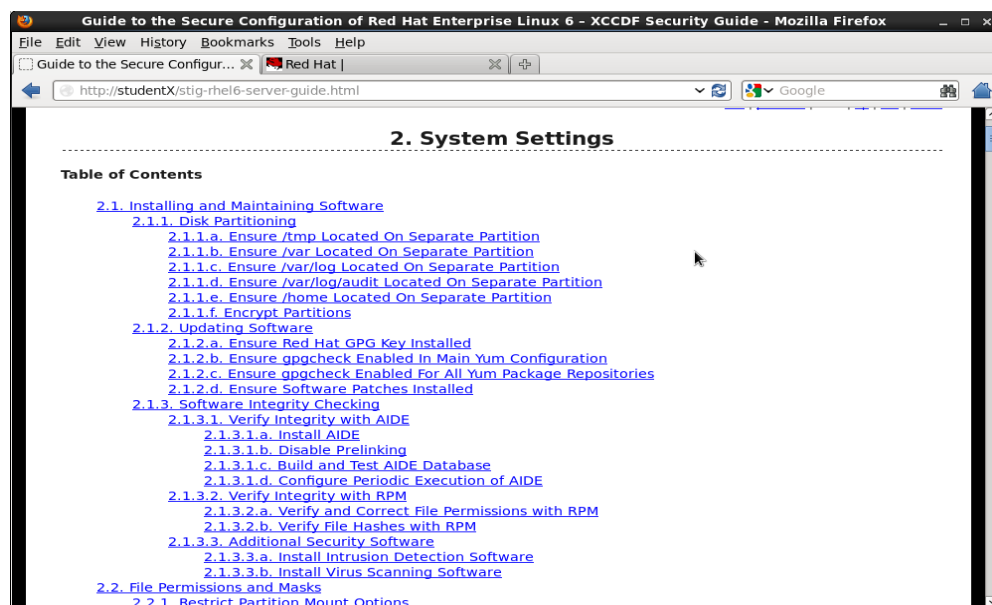 Guide to the Secure Configuration of Red Hat Enterprise Linux 6 – XCCDF Security Guide - Mozilla Firefox
File Edit View History Bookmarks Tools Help
Guide to the Secure Configur... Red Hat |
http://studentX/stig-rhel6-server-guide.html Google
2. System Settings
Table of Contents
2.1. Installing and Maintaining Software
2.1.1. Disk Partitioning
2.1.1.a. Ensure /tmp Located On Separate Partition
2.1.1.b. Ensure /var Located On Separate Partition
2.1.1.c. Ensure /var/log Located On Separate Partition
2.1.1.d. Ensure /var/log/audit Located On Separate Partition
2.1.1.e. Ensure /home Located On Separate Partition
2.1.1.f. Encrypt Partitions
2.1.2. Updating Software
2.1.2.a. Ensure Red Hat GPG Key Installed
2.1.2.b. Ensure gpgcheck Enabled In Main Yum Configuration
2.1.2.c. Ensure gpgcheck Enabled For All Yum Package Repositories
2.1.2.d. Ensure Software Patches Installed
2.1.3. Software Integrity Checking
2.1.3.1. Verify Integrity with AIDE
2.1.3.1.a. Install AIDE
2.1.3.1.b. Disable Prelinking
2.1.3.1.c. Build and Test AIDE Database
2.1.3.1.d. Configure Periodic Execution of AIDE
2.1.3.2. Verify Integrity with RPM
2.1.3.2.a. Verify and Correct File Permissions with RPM
2.1.3.2.b. Verify File Hashes with RPM
2.1.3.3. Additional Security Software
2.1.3.3.a. Install Intrusion Detection Software
2.1.3.3.b. Install Virus Scanning Software
2.2. File Permissions and Masks
2.2.1. Restrict Partition Mount Options